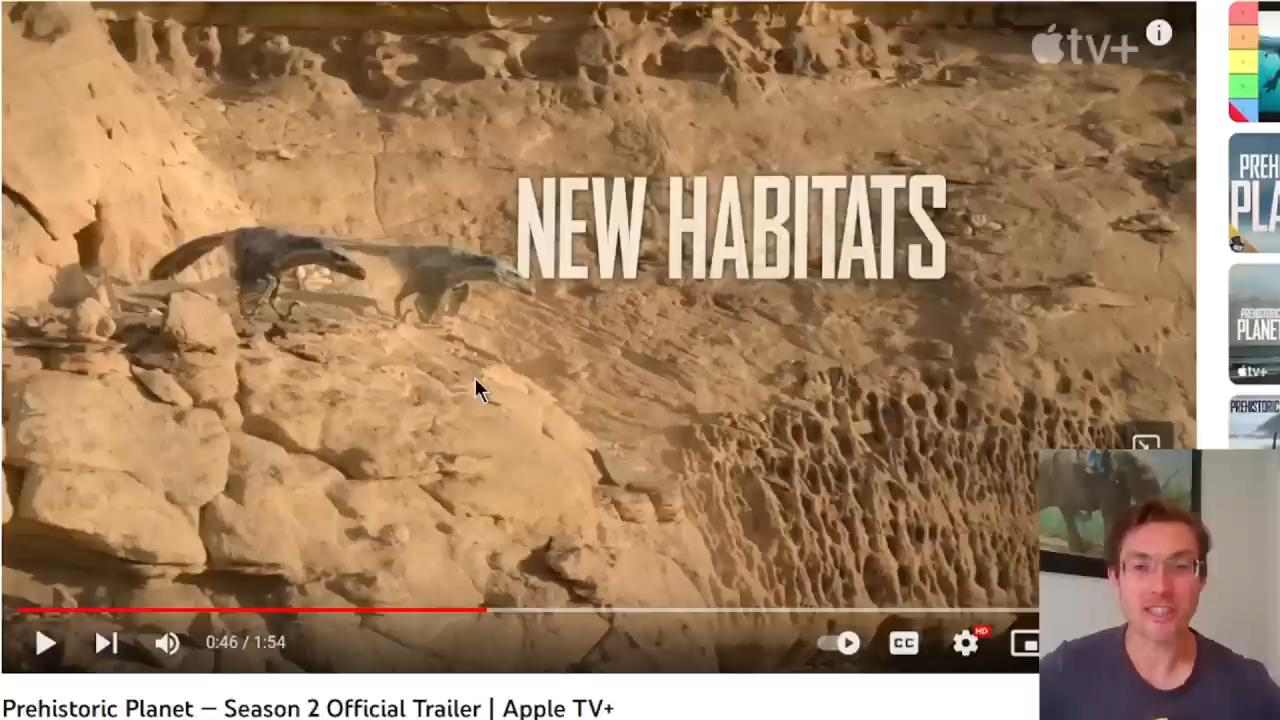 tv+
NEW HABITATS
PREH
PLA
PREHISTORIC
PLANE
tv+
PREHISTORIC
0:46 / 1:54
CC
HD
Prehistoric Planet – Season 2 Official Trailer | Apple TV+